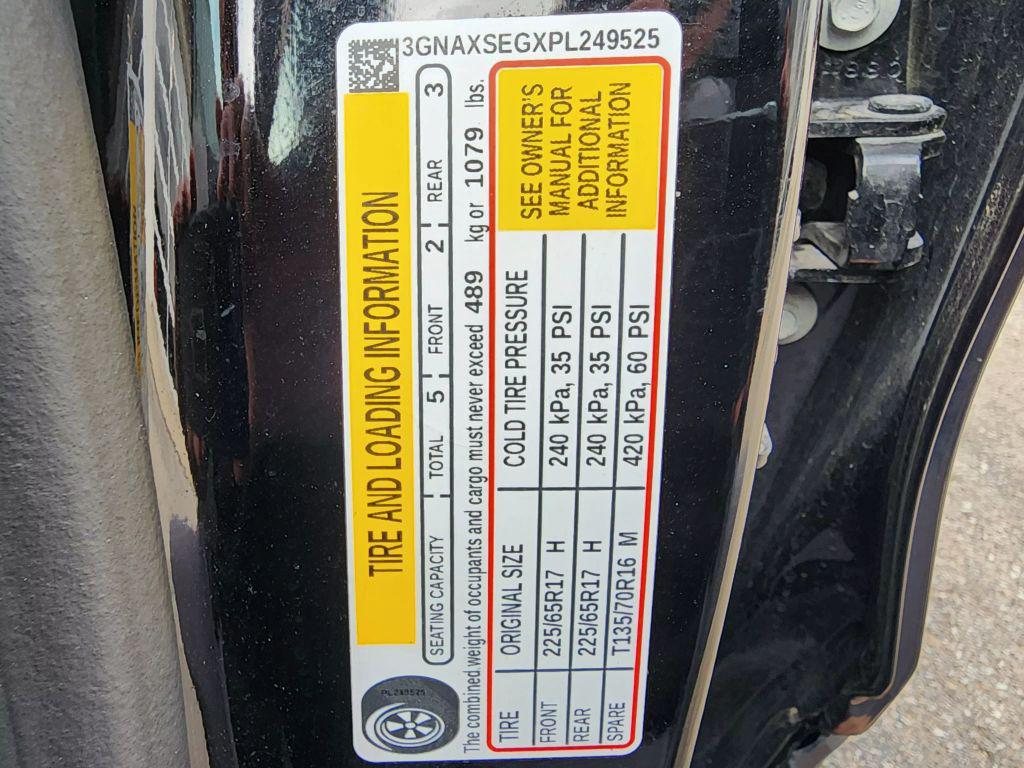 3GNAXSEGXPL249525
TIRE AND LOADING INFORMATION
SEATING CAPACITY TOTAL 5 FRONT 2 REAR 3
The combined weight of occupants and cargo must never exceed 489 kg or 1079 lbs.
TIRE ORIGINAL SIZE COLD TIRE PRESSURE
FRONT 225/65R17 H 240 kPa, 35 PSI
REAR 225/65R17 H 240 kPa, 35 PSI
SPARE T135/70R16 M 420 kPa, 60 PSI
SEE OWNER'S
MANUAL FOR
ADDITIONAL
INFORMATION
PL249525